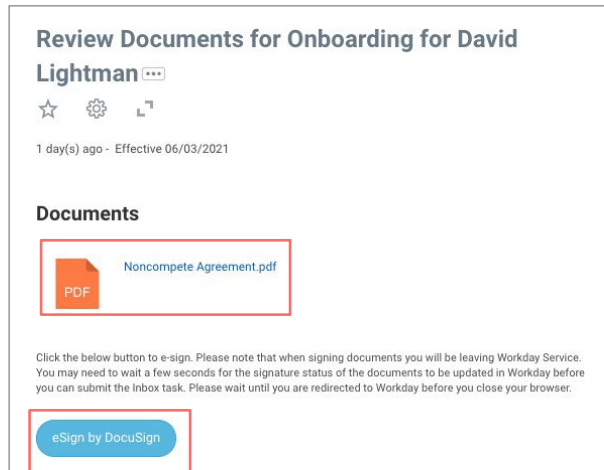 Review Documents for Onboarding for David
Lightman
1 day(s) ago - Effective 06/03/2021
Documents
PDF
Noncompete Agreement.pdf
Click the below button to e-sign. Please note that when signing documents you will be leaving Workday Service.
You may need to wait a few seconds for the signature status of the documents to be updated in Workday before
you can submit the Inbox task. Please wait until you are redirected to Workday before you close your browser.
eSign by DocuSign